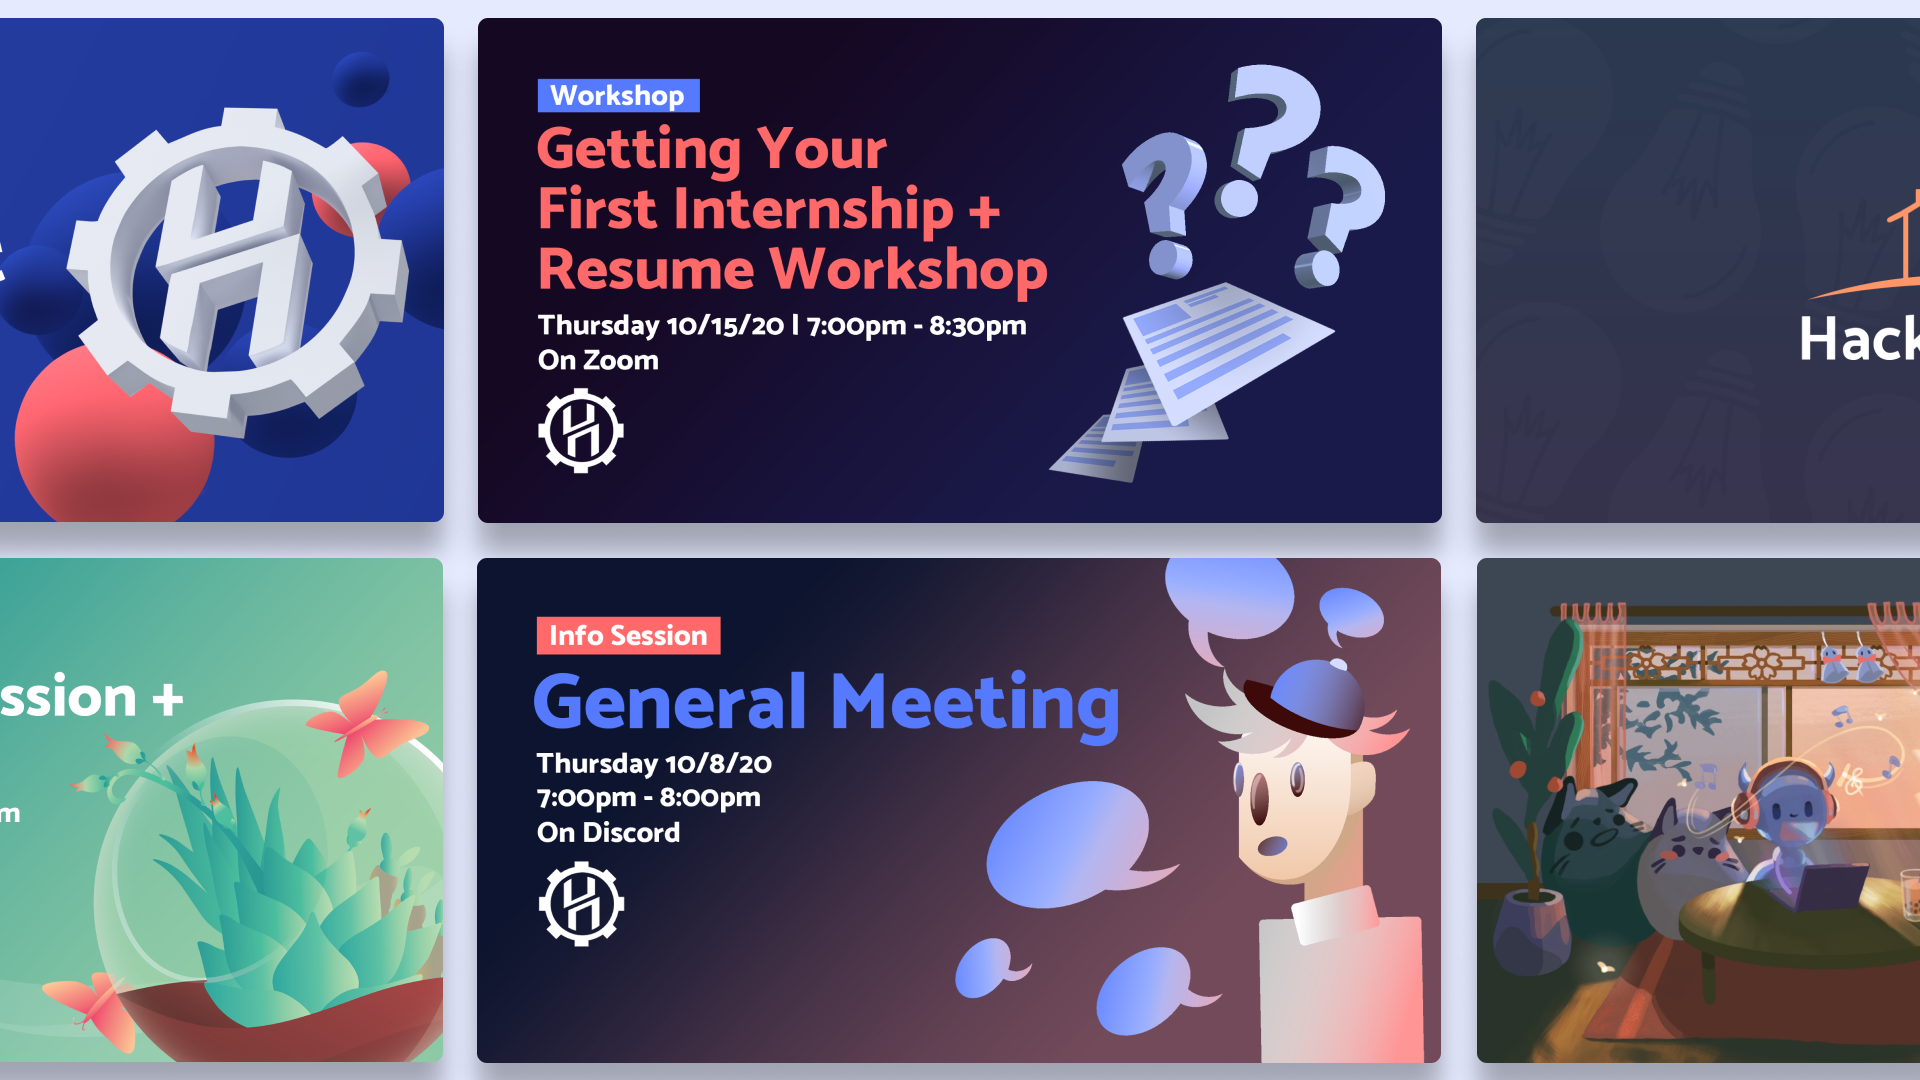 Workshop
Getting Your
First Internship +
Resume Workshop
Thursday 10/15/20 | 7:00pm - 8:30pm
On Zoom
Hack
ssion +
m
Info Session
General Meeting
Thursday 10/8/20
7:00pm - 8:00pm
On Discord